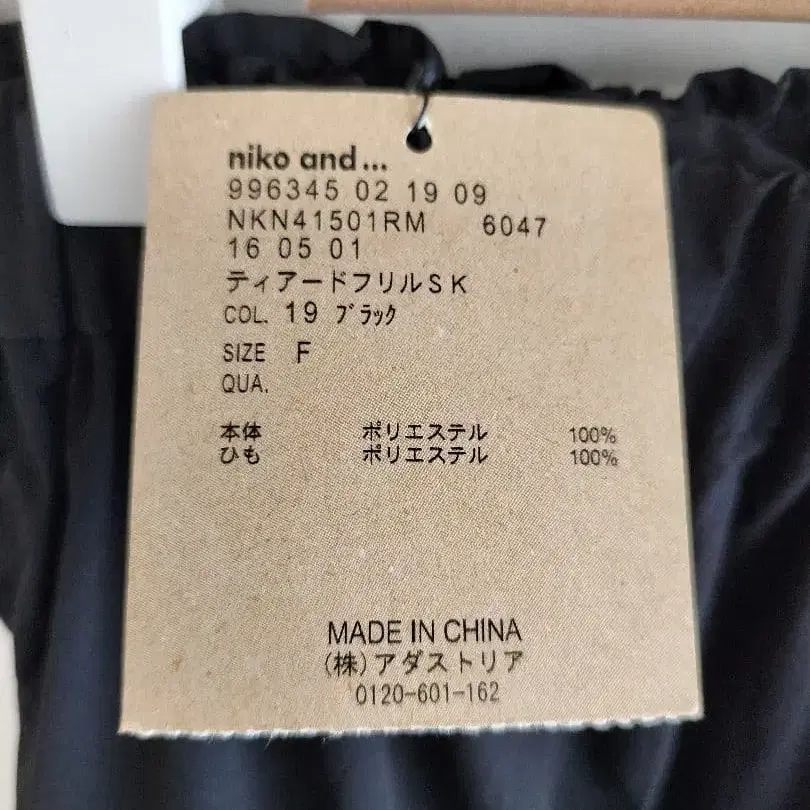 niko and...
996345 02 19 09
NKN41501RM 6047
16 05 01
ティアードフリルSK
COL. 19 ブラック
SIZE F
QUA.
本体 ポリエステル 100%
ひも ポリエステル 100%
MADE IN CHINA
(株)アダストリア
0120-601-162